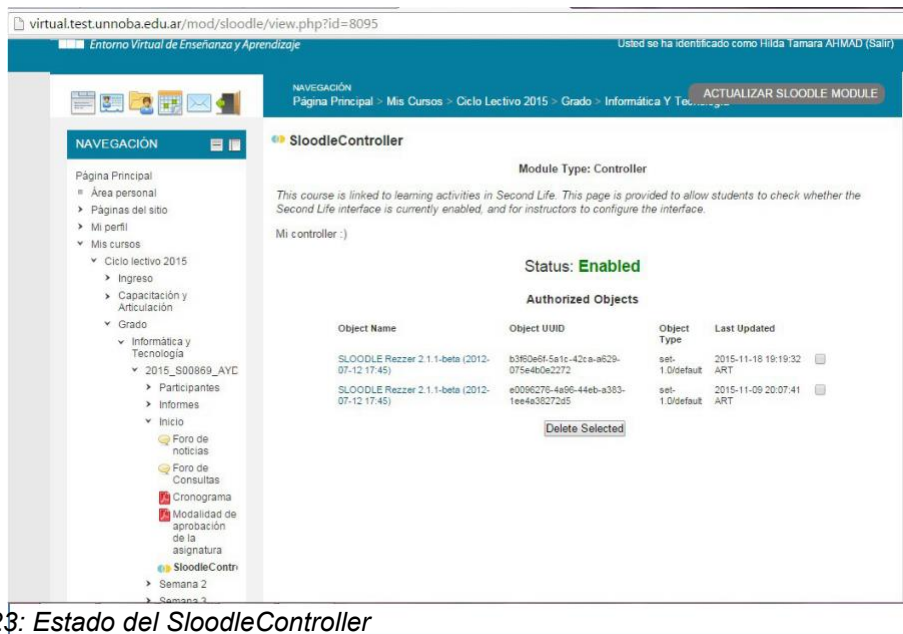 virtual.test.unnoba.edu.ar/mod/sloodle/view.php?id=8095
Entorno Virtual de Enseñanza y Aprendizaje
Usted se ha identificado como Hilda Tamara AHMAD (Salir)
NAVEGACIÓN
Página Principal > Mis Cursos > Ciclo Lectivo 2015 > Grado > Informática Y
ACTUALIZAR SLOODLE MODULE
NAVEGACIÓN
Página Principal
Área personal
Páginas del sitio
Mi perfil
Mis cursos
Ciclo lectivo 2015
Ingreso
Capacitación y
Articulación
Grado
Informática y
Tecnología
2015_S00869_AYD
Participantes
Informes
Inicio
Foro de
noticias
Foro de
Consultas
Cronograma
Modalidad de
aprobación
de la
asignatura
SloodleContr
Semana 2
Semana 3
SloodleController
Module Type: Controller
This course is linked to learning activities in Second Life. This page is provided to allow students to check whether the
Second Life interface is currently enabled, and for instructors to configure the interface.
Mi controller :)
Status: Enabled
Authorized Objects
Object Name Object UUID Object Last Updated
Type
SLOODLE Rezzer 2.1.1-beta (2012- b3f60e6f-5a1c-42ca-a629- set- 2015-11-18 19:19:32
07-12 17:45) 075e4b0e2272 1.0/default ART
SLOODLE Rezzer 2.1.1-beta (2012- e0096276-4a96-44eb-a383- set- 2015-11-09 20:07:41
07-12 17:45) 1ee4a38272d5 1.0/default ART
Delete Selected
23: Estado del SloodleController